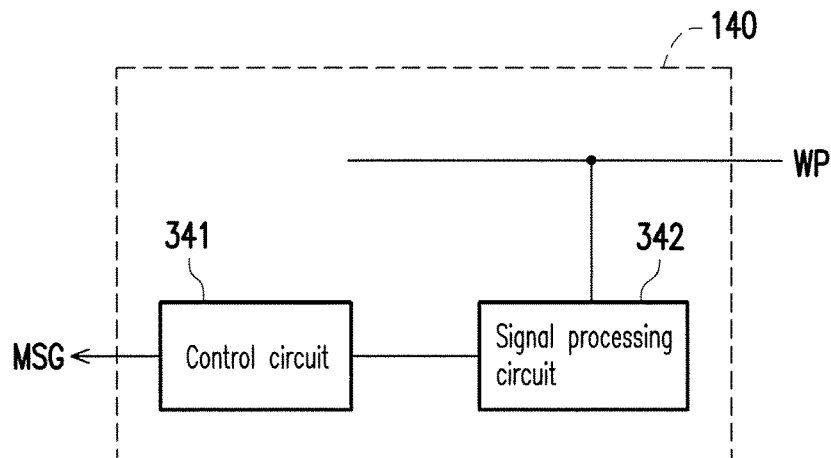 140
WP
341
342
MSG
Control circuit
Signal processing
circuit